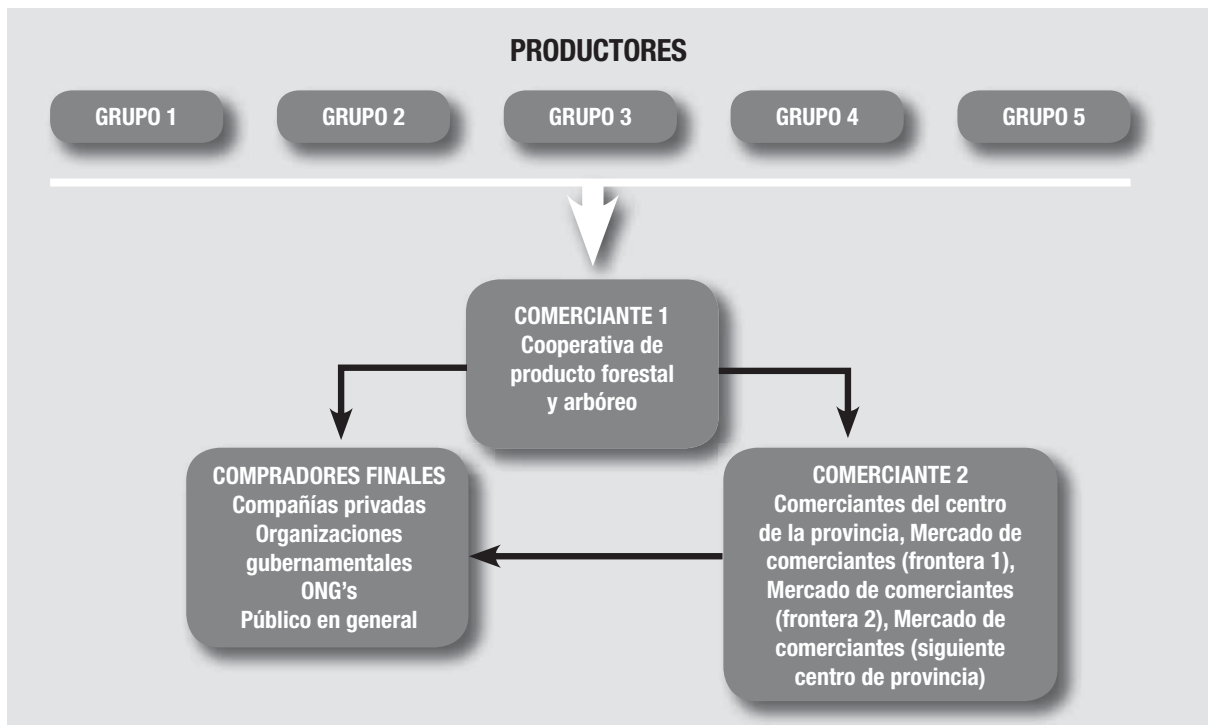 PRODUCTORES
GRUPO 1
GRUPO 2
GRUPO 3
GRUPO 4
GRUPO 5
COMERCIANTE 1
Cooperativa de
producto forestal
y arbóreo
COMPRADORES FINALES
Compañías privadas
Organizaciones
gubernamentales
ONG's
Público en general
COMERCIANTE 2
Comerciantes del centro
de la provincia, Mercado de
comerciantes (frontera 1),
Mercado de comerciantes
(frontera 2), Mercado de
comerciantes (siguiente
centro de provincia)